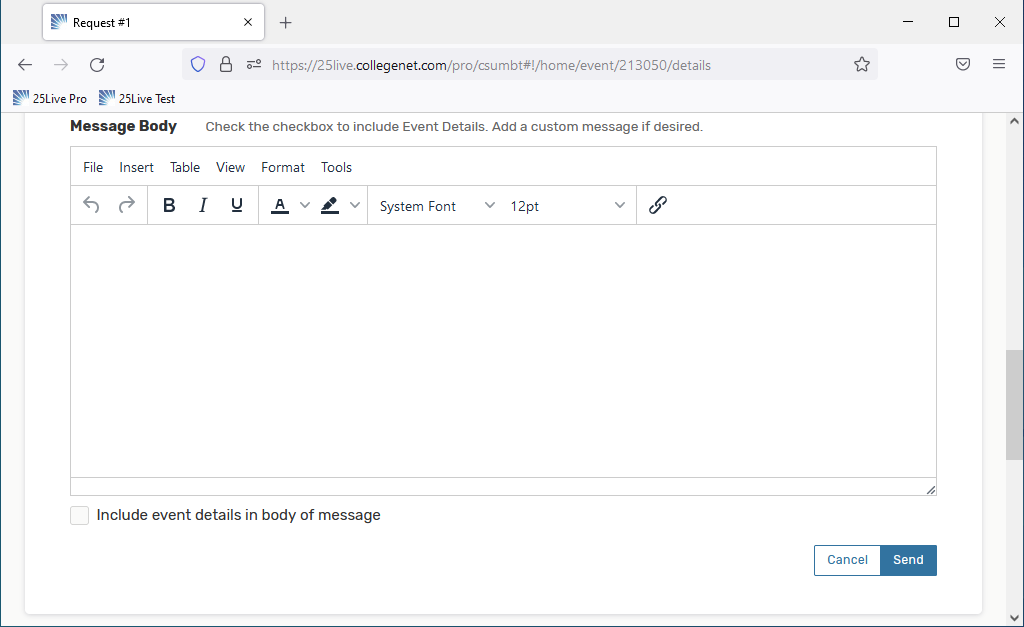 Request #1
https://25live.collegenet.com/pro/csumbt#!/home/event/213050/details
25Live Pro 25Live Test
Message Body Check the checkbox to include Event Details. Add a custom message if desired.
File Insert Table View Format Tools
B I U A System Font 12pt
Include event details in body of message
Cancel Send